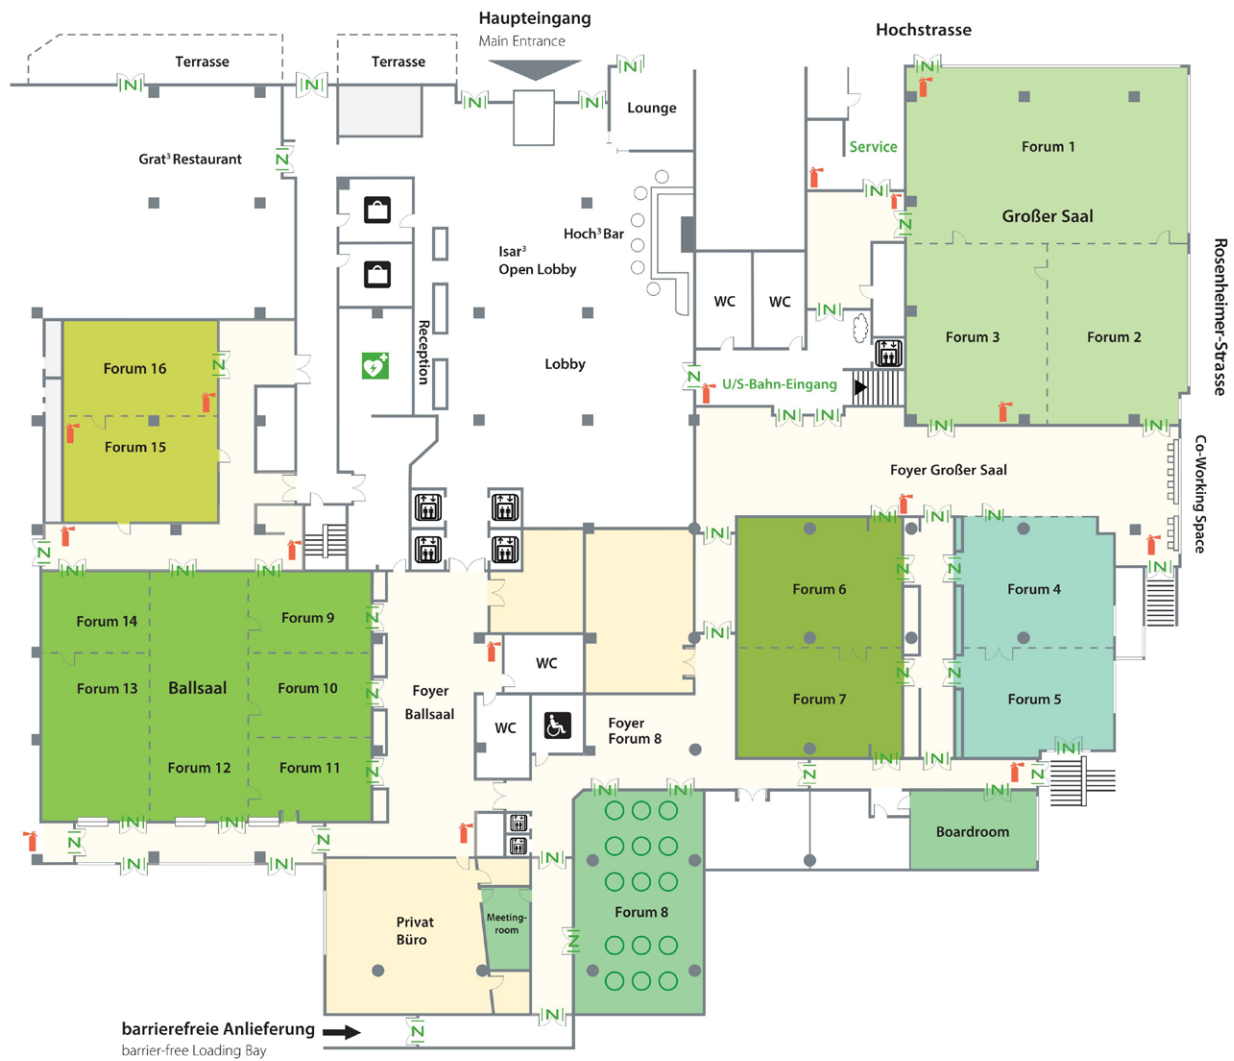 Haupteingang
Main Entrance
Hochstrasse
Terrasse
Terrasse
Lounge
Grat³ Restaurant
Service
Forum 1
Großer Saal
Hoch³ Bar
Isar³
Open Lobby
WC
WC
Rosenheimer-Strasse
Reception
Forum 3
Forum 2
Lobby
Forum 16
U/S-Bahn-Eingang
Forum 15
Foyer Großer Saal
Co-Working Space
Forum 6
Forum 4
Forum 14
Forum 9
WC
Forum 13
Ballsaal
Forum 10
Foyer
Ballsaal
Forum 7
Forum 5
WC
Foyer
Forum 8
Forum 12
Forum 11
Boardroom
Forum 8
Privat
Büro
Meeting-
room
barrierefreie Anlieferung
barrier-free Loading Bay